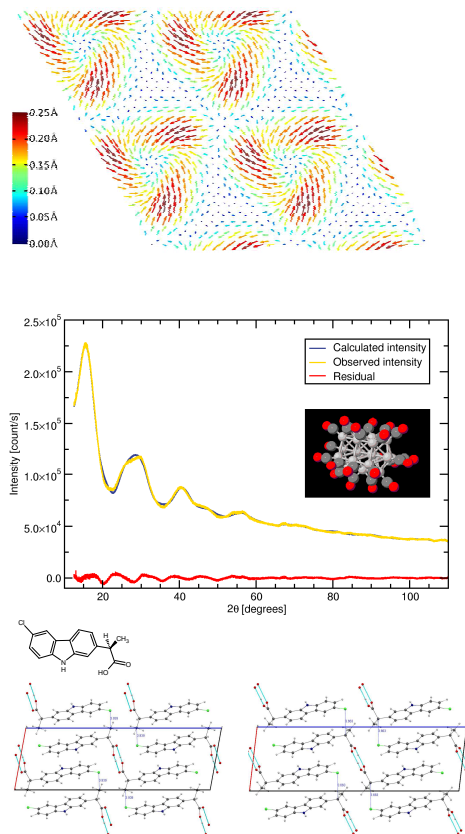 0.25Å
0.20Å
0.15Å
0.10Å
0.05Å
0.00Å
2.5×10⁵
2.0×10⁵
1.5×10⁵
1.0×10⁵
5.0×10⁴
0.0
Intensity [count/s]
Calculated intensity
Observed intensity
Residual
20 40 60 80 100
2θ [degrees]
Cl
H
CH₃
N
H
HO
O